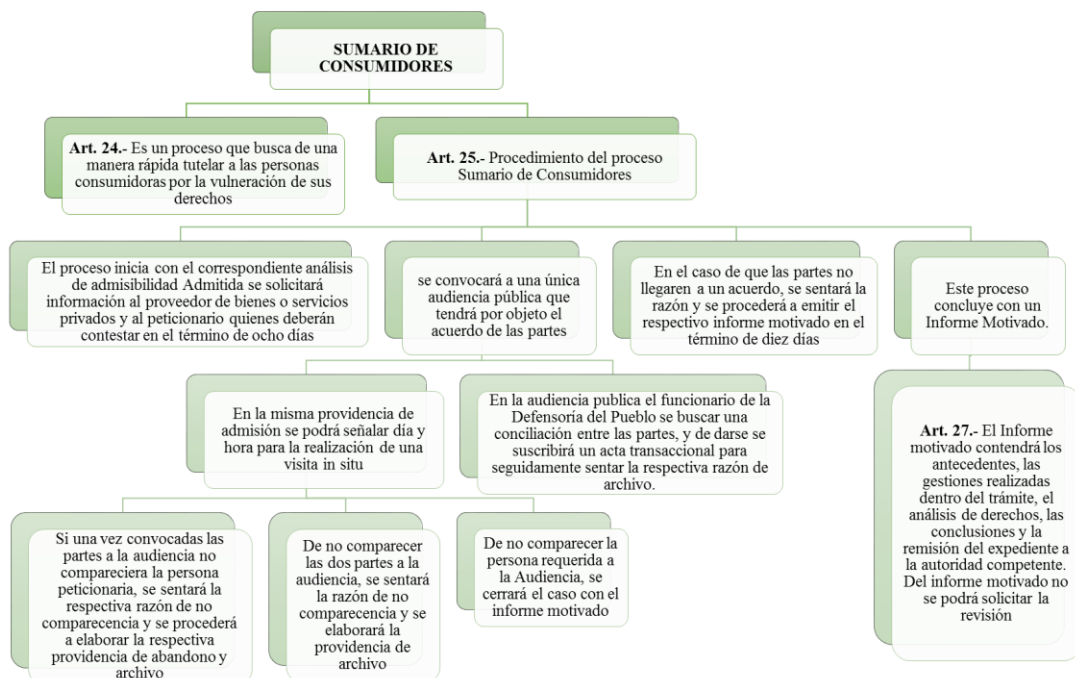 SUMARIO DE
CONSUMIDORES
Art. 24.- Es un proceso que busca de una
manera rápida tutelar a las personas
consumidoras por la vulneración de sus
derechos
Art. 25.- Procedimiento del proceso
Sumario de Consumidores
El proceso inicia con el correspondiente análisis
de admisibilidad Admitida se solicitará
información al proveedor de bienes o servicios
privados y al peticionario quienes deberán
contestar en el término de ocho días
se convocará a una única
audiencia pública que
tendrá por objeto el
acuerdo de las partes
En el caso de que las partes no
llegaren a un acuerdo, se sentará la
razón y se procederá a emitir el
respectivo informe motivado en el
término de diez días
Este proceso
concluye con un
Informe Motivado.
En la misma providencia de
admisión se podrá señalar día y
hora para la realización de una
visita in situ
En la audiencia publica el funcionario de la
Defensoría del Pueblo se buscar una
conciliación entre las partes, y de darse se
suscribirá un acta transaccional para
seguidamente sentar la respectiva razón de
archivo.
Art. 27.- El Informe
motivado contendrá los
antecedentes, las
gestiones realizadas
dentro del trámite, el
análisis de derechos, las
conclusiones y la
remisión del expediente a
la autoridad competente.
Del informe motivado no
se podrá solicitar la
revisión
Si una vez convocadas las
partes a la audiencia no
compareciera la persona
peticionaria, se sentará la
respectiva razón de no
comparecencia y se procederá
a elaborar la respectiva
providencia de abandono y
archivo
De no comparecer
las dos partes a la
audiencia, se sentará
la razón de no
comparecencia y se
elaborará la
providencia de
archivo
De no comparecer la
persona requerida a
la Audiencia, se
cerrará el caso con el
informe motivado